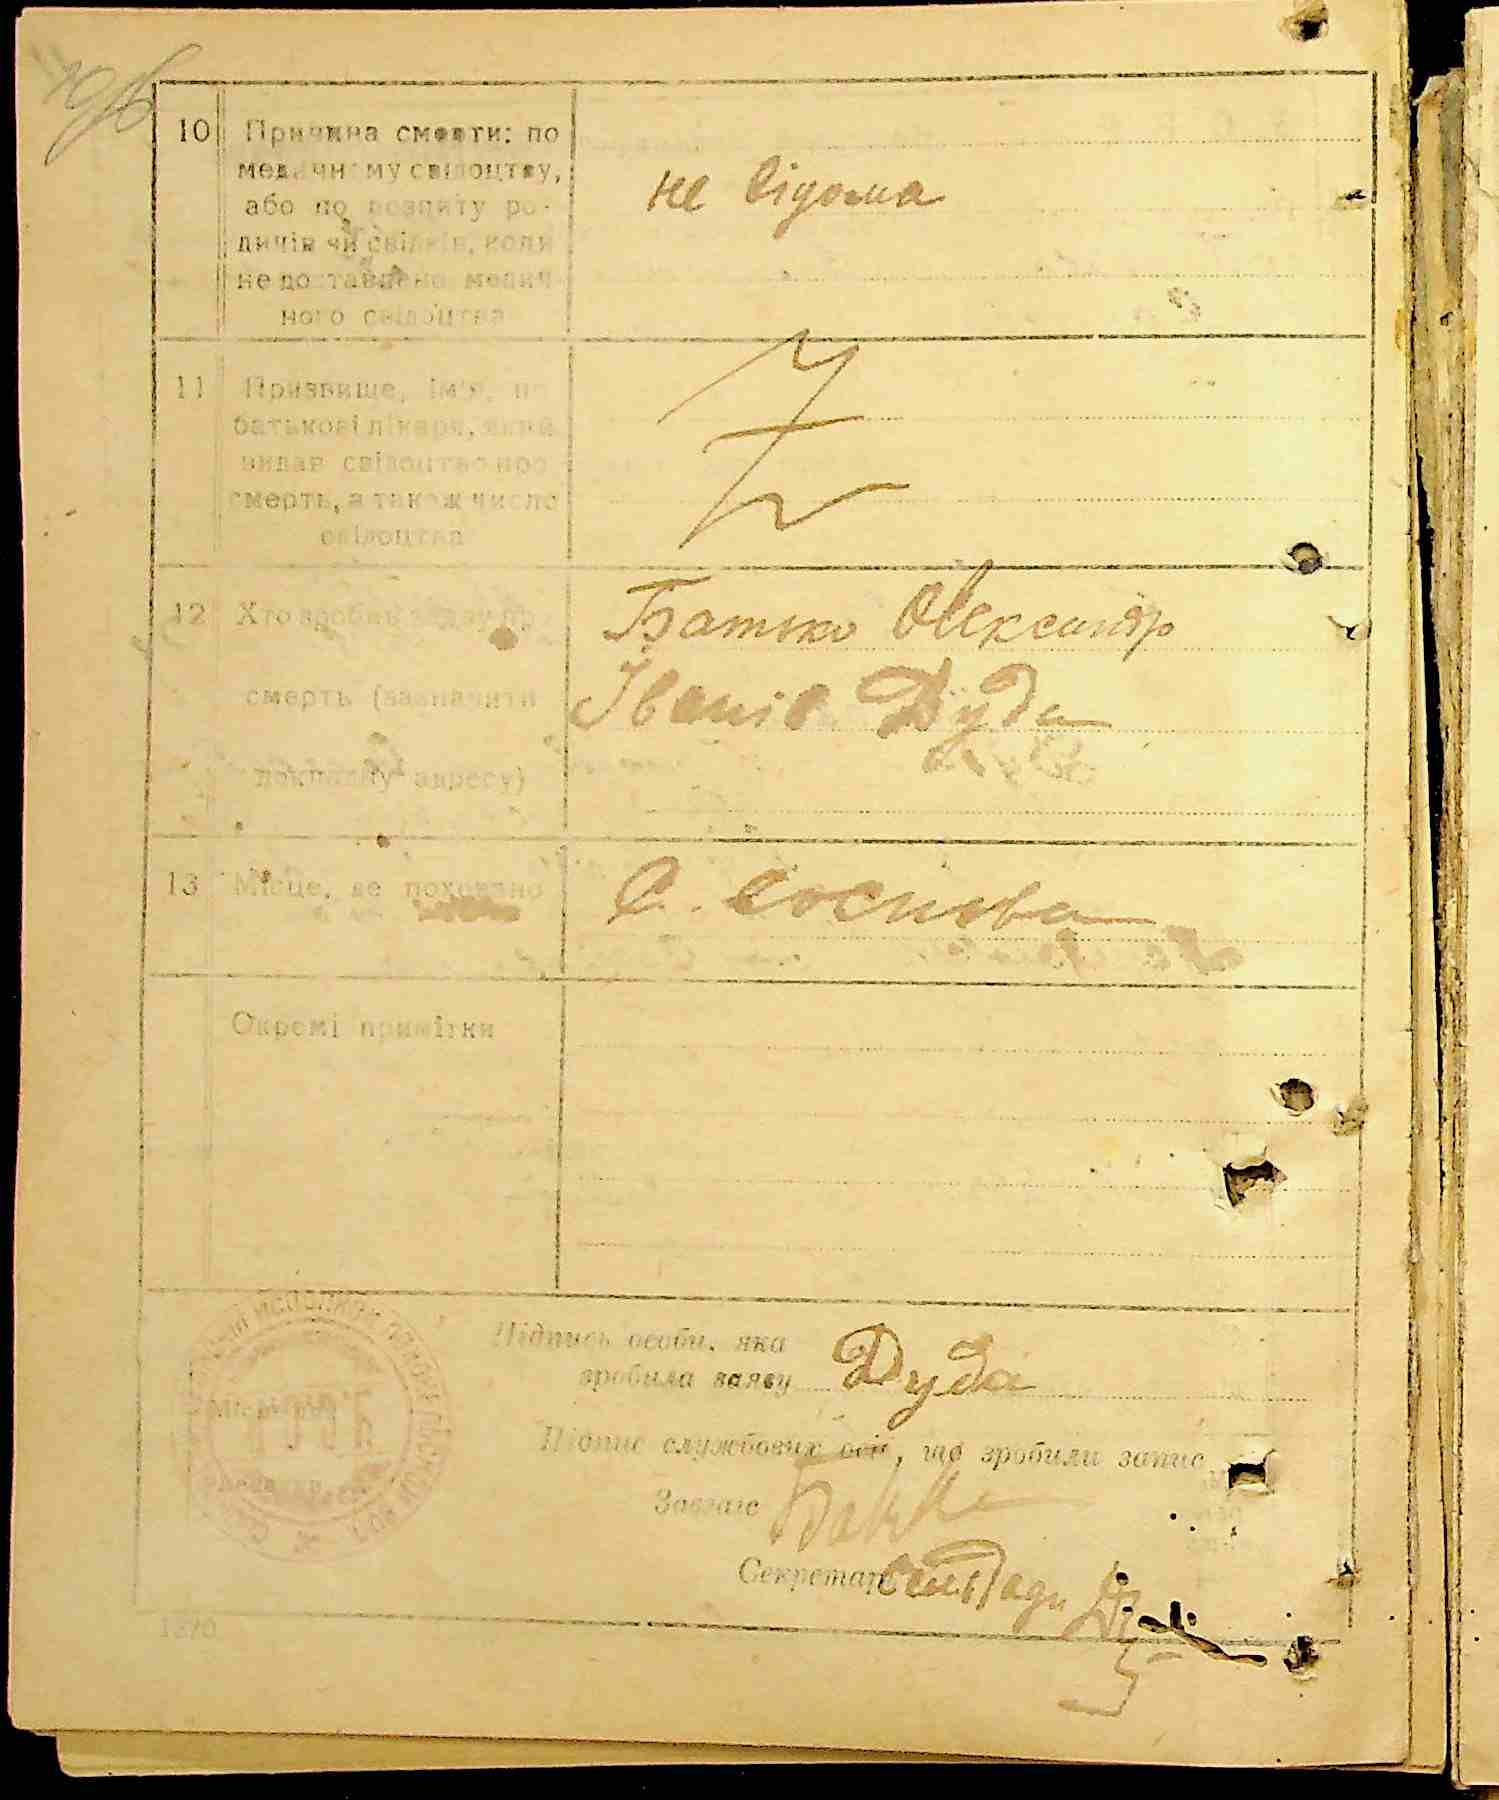 10 Причина смерти: по
медичному свідоцтву,
або по розпиту ро-
дичів чи свідків, коли
не доставлено медич-
ного свідоцтва
не відома
11 Призвище, ім'я, по
батькові лікаря, який
видав свідоцтво про
смерть, а також число
свідоцтва
12 Хто зробив заяву про
смерть (зазначити
докладну адресу)
Батько Олександр
Іванів Дуда
13 Місце, де поховано
С. Соснова
Окремі примітки
Підпись особи, яка
зробила заяву Дуда
Підпис службових осіб, що зробили запис
Завзагс
Секретар СільРади
1370